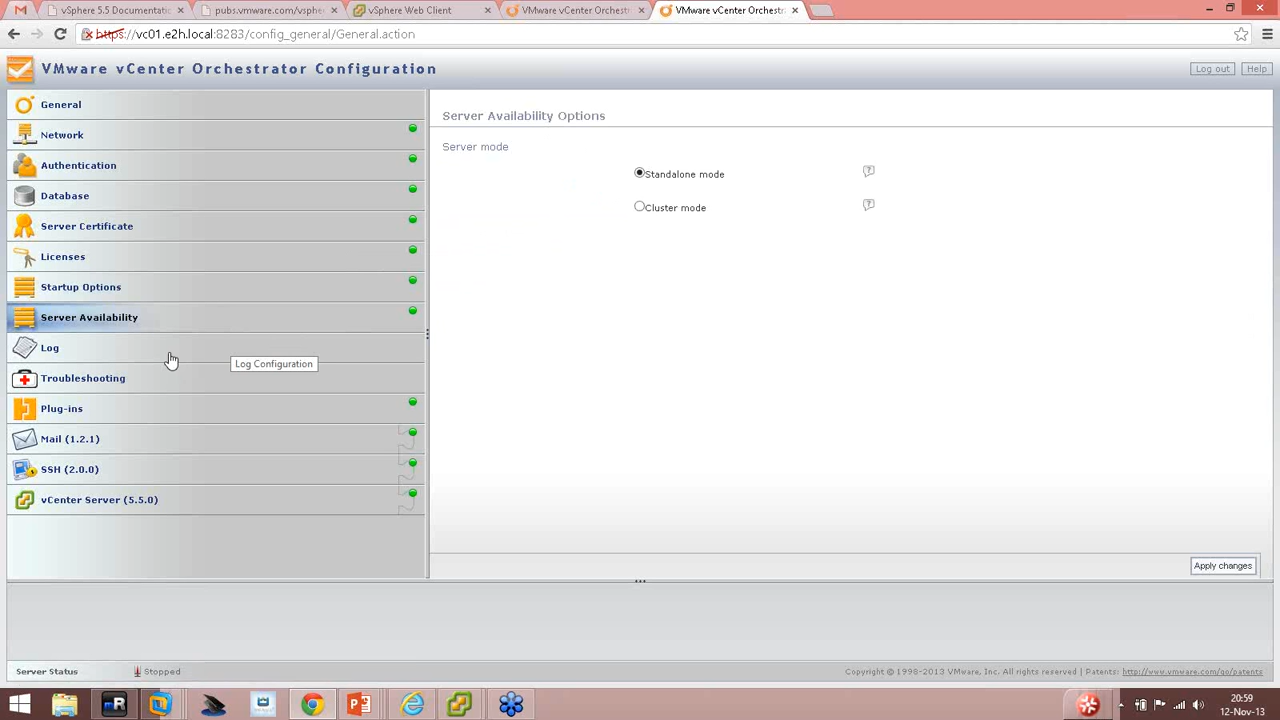 vSphere 5.5 Documentatio
pubs.vmware.com/vsphe
vSphere Web Client
VMware vCenter Orchestra
VMware vCenter Orchestra
https://vc01.e2h.local:8283/config_general/General.action
VMware vCenter Orchestrator Configuration
Log out
Help
General
Network
Authentication
Database
Server Certificate
Licenses
Startup Options
Server Availability
Log
Log Configuration
Troubleshooting
Plug-ins
Mail (1.2.1)
SSH (2.0.0)
vCenter Server (5.5.0)
Server Availability Options
Server mode
Standalone mode
Cluster mode
Apply changes
Server Status
Stopped
Copyright © 1998-2013 VMware, Inc. All rights reserved | Patents: http://www.vmware.com/go/patents
20:59
12-Nov-13